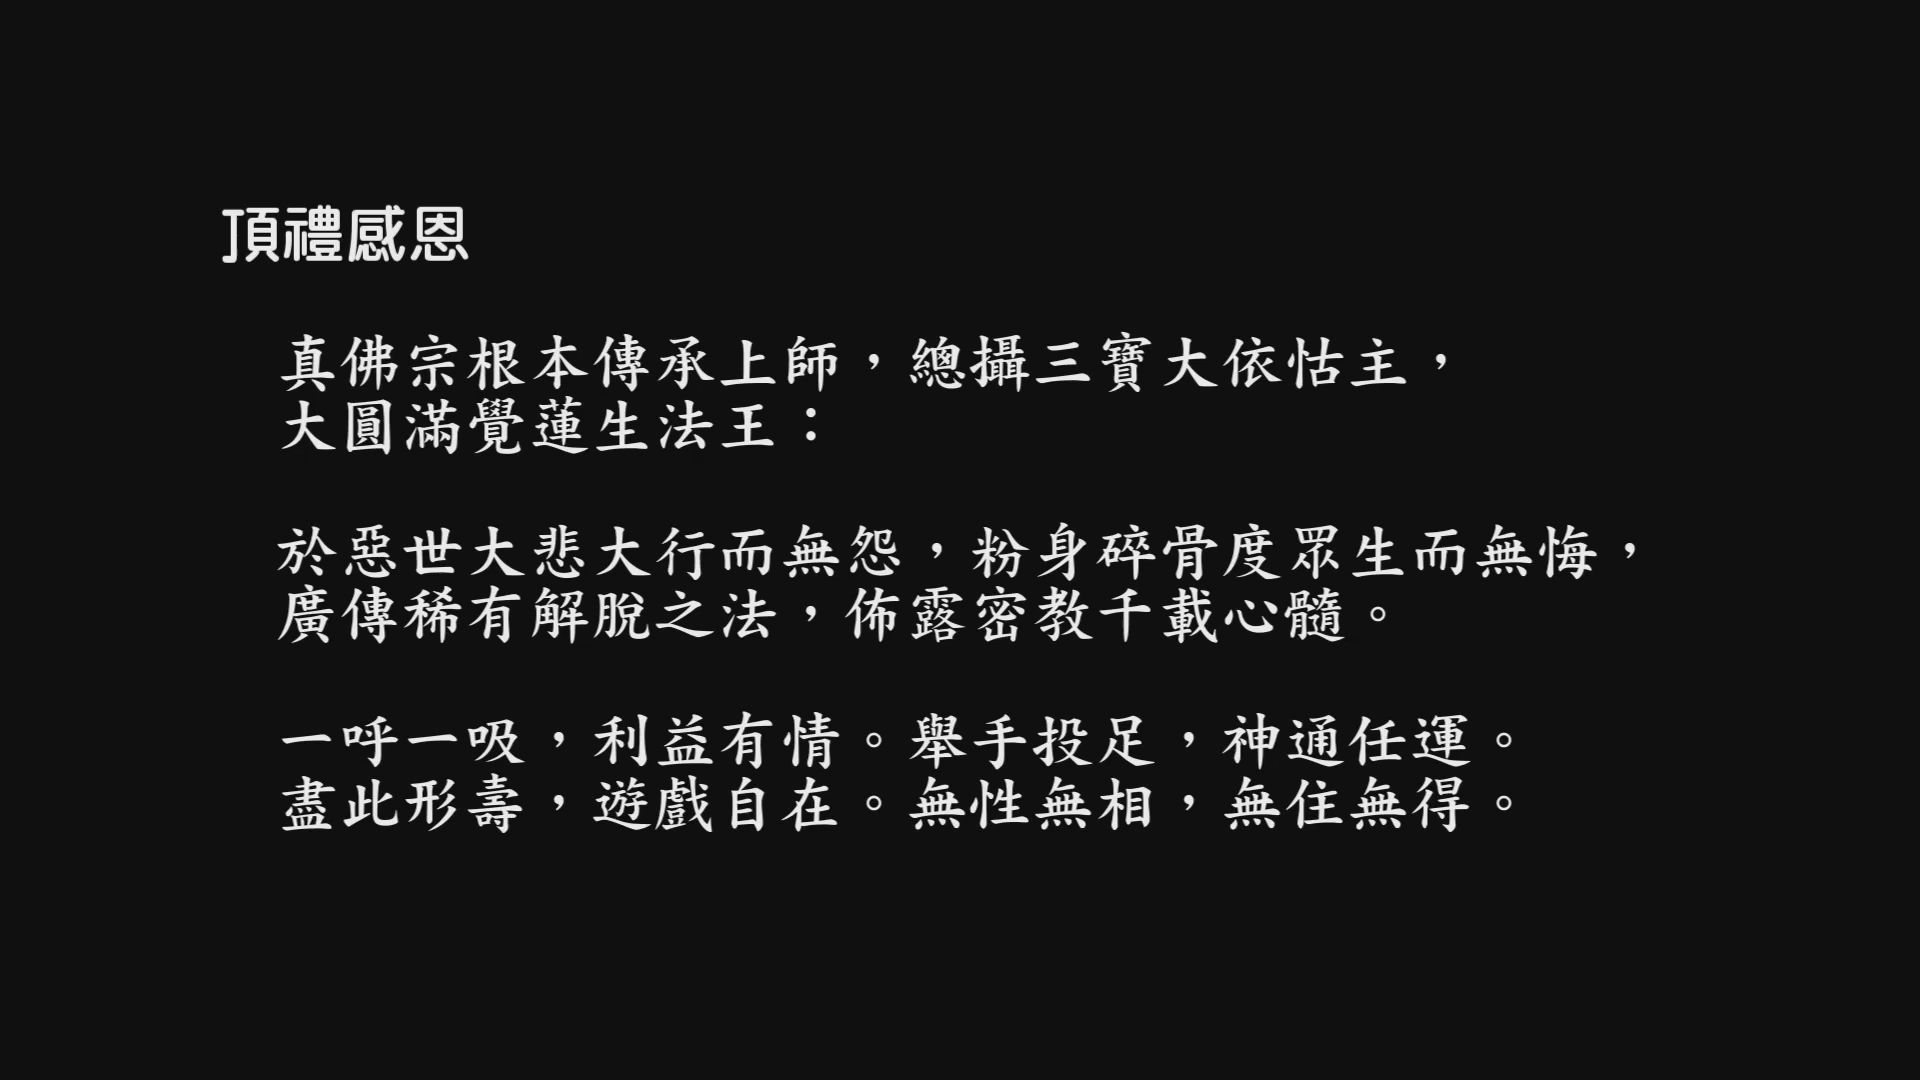 頂禮感恩
真佛宗根本傳承上師，總攝三寶大依怙主，
大圓滿覺蓮生法王：
於惡世大悲大行而無怨，粉身碎骨度眾生而無悔，
廣傳稀有解脫之法，佈露密教千載心髓。
一呼一吸，利益有情。舉手投足，神通任運。
盡此形壽，遊戲自在。無性無相，無住無得。